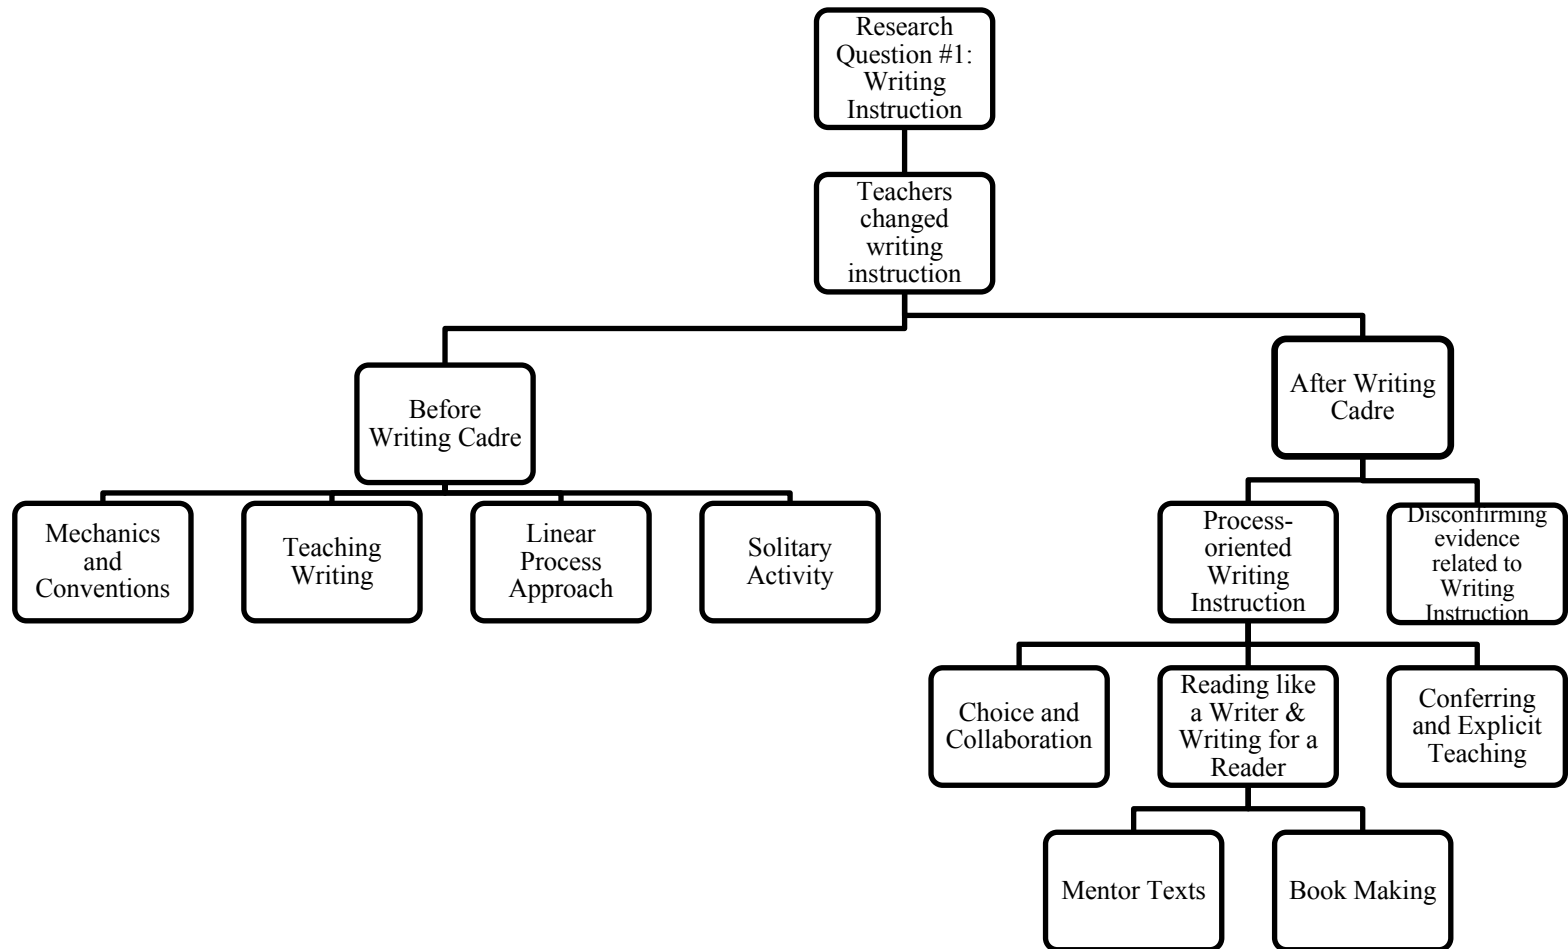 Research
Question #1:
Writing
Instruction
Teachers
changed
writing
instruction
Before
Writing Cadre
After Writing
Cadre
Mechanics
and
Conventions
Teaching
Writing
Linear
Process
Approach
Solitary
Activity
Process-
oriented
Writing
Instruction
Disconfirming
evidence
related to
Writing
Instruction
Choice and
Collaboration
Reading like
a Writer &
Writing for a
Reader
Conferring
and Explicit
Teaching
Mentor Texts
Book Making